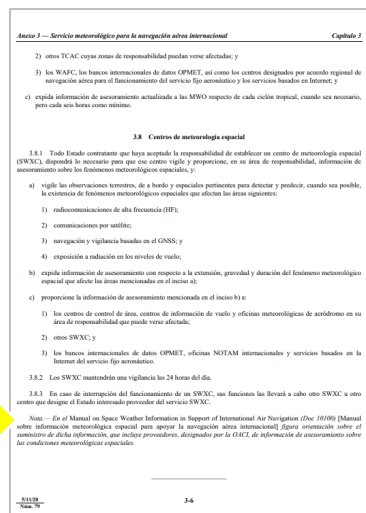 Anexo 3 — Servicio meteorológico para la navegación aérea internacional Capítulo 3
2) otros TCAC cuyas zonas de responsabilidad puedan verse afectadas; y
3) los WAFC, los bancos internacionales de datos OPMET, así como los centros designados por acuerdo regional de
navegación aérea para el funcionamiento del servicio fijo aeronáutico y los servicios basados en Internet; y
c) expida información de asesoramiento actualizada a las MWO respecto de cada ciclón tropical, cuando sea necesario,
pero cada seis horas como mínimo.
3.8 Centros de meteorología espacial
3.8.1 Todo Estado contratante que haya aceptado la responsabilidad de establecer un centro de meteorología espacial
(SWXC), dispondrá lo necesario para que ese centro vigile y proporcione, en su área de responsabilidad, información de
asesoramiento sobre los fenómenos meteorológicos espaciales, y:
a) vigile las observaciones terrestres, de a bordo y espaciales pertinentes para detectar y predecir, cuando sea posible,
la existencia de fenómenos meteorológicos espaciales que afectan las áreas siguientes:
1) radiocomunicaciones de alta frecuencia (HF);
2) comunicaciones por satélite;
3) navegación y vigilancia basadas en el GNSS; y
4) exposición a radiación en los niveles de vuelo;
b) expida información de asesoramiento con respecto a la extensión, gravedad y duración del fenómeno meteorológico
espacial que afecte las áreas mencionadas en el inciso a);
c) proporcione la información de asesoramiento mencionada en el inciso b) a:
1) los centros de control de área, centros de información de vuelo y oficinas meteorológicas de aeródromo en su
área de responsabilidad que puede verse afectada;
2) otros SWXC; y
3) los bancos internacionales de datos OPMET, oficinas NOTAM internacionales y servicios basados en la
Internet del servicio fijo aeronáutico.
3.8.2 Los SWXC mantendrán una vigilancia las 24 horas del día.
3.8.3 En caso de interrupción del funcionamiento de un SWXC, sus funciones las llevará a cabo otro SWXC u otro
centro que designe el Estado interesado proveedor del servicio SWXC.
Nota.— En el Manual on Space Weather Information in Support of International Air Navigation (Doc 10100) [Manual
sobre información meteorológica espacial para apoyar la navegación aérea internacional] figura orientación sobre el
suministro de dicha información, que incluye proveedores, designados por la OACI, de información de asesoramiento sobre
las condiciones meteorológicas espaciales.
5/11/20 3-6
Núm. 79